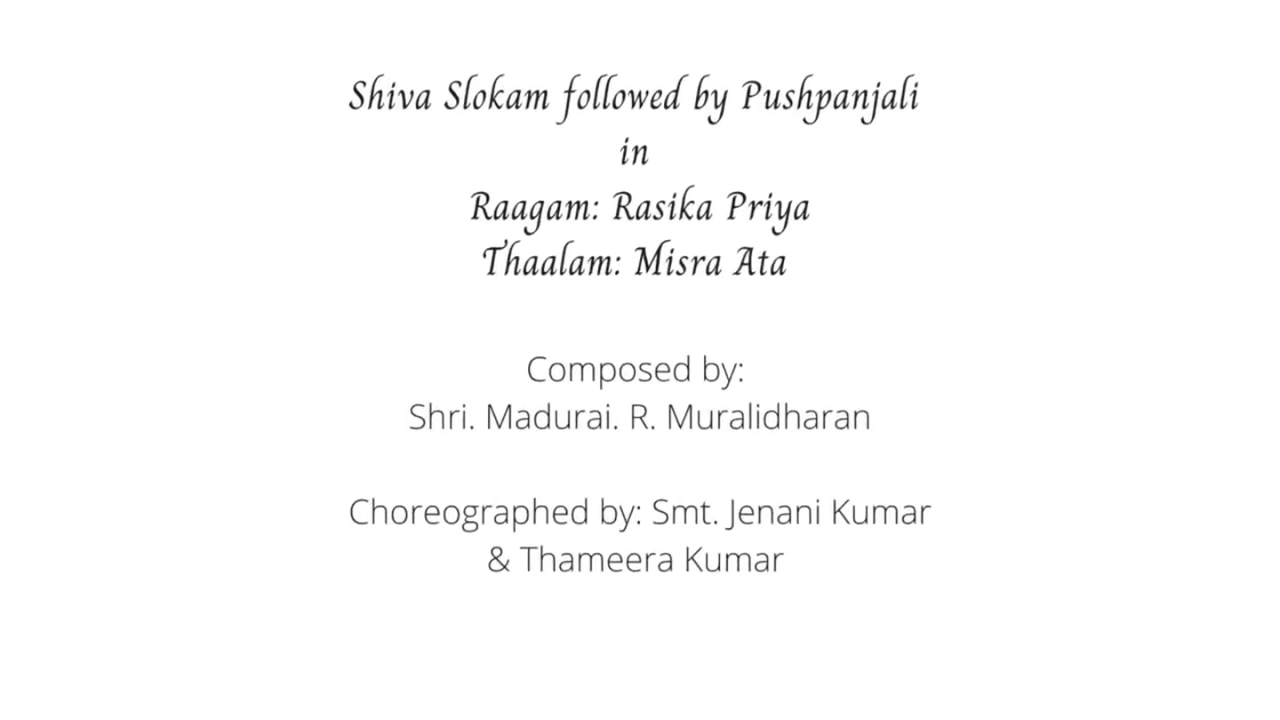 Shiva Slokam followed by Pushpanjali
in
Raagam: Rasika Priya
Thaalam: Misra Ata
Composed by:
Shri. Madurai. R. Muralidharan
Choreographed by: Smt. Jenani Kumar
& Thameera Kumar